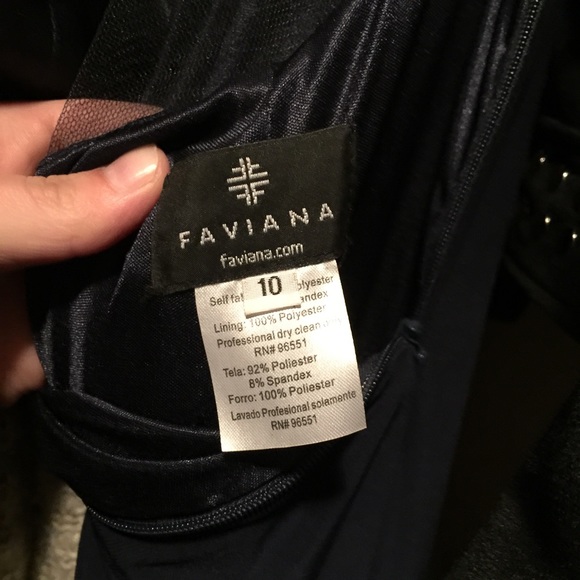 FAVIANA
faviana.com
10
Self
Lining: 100% Polyester
Professional dry clean
RN# 96551
Tela: 92% Poliester
8% Spandex
Forro: 100% Poliester
Lavado Profesional solamente
RN# 96551